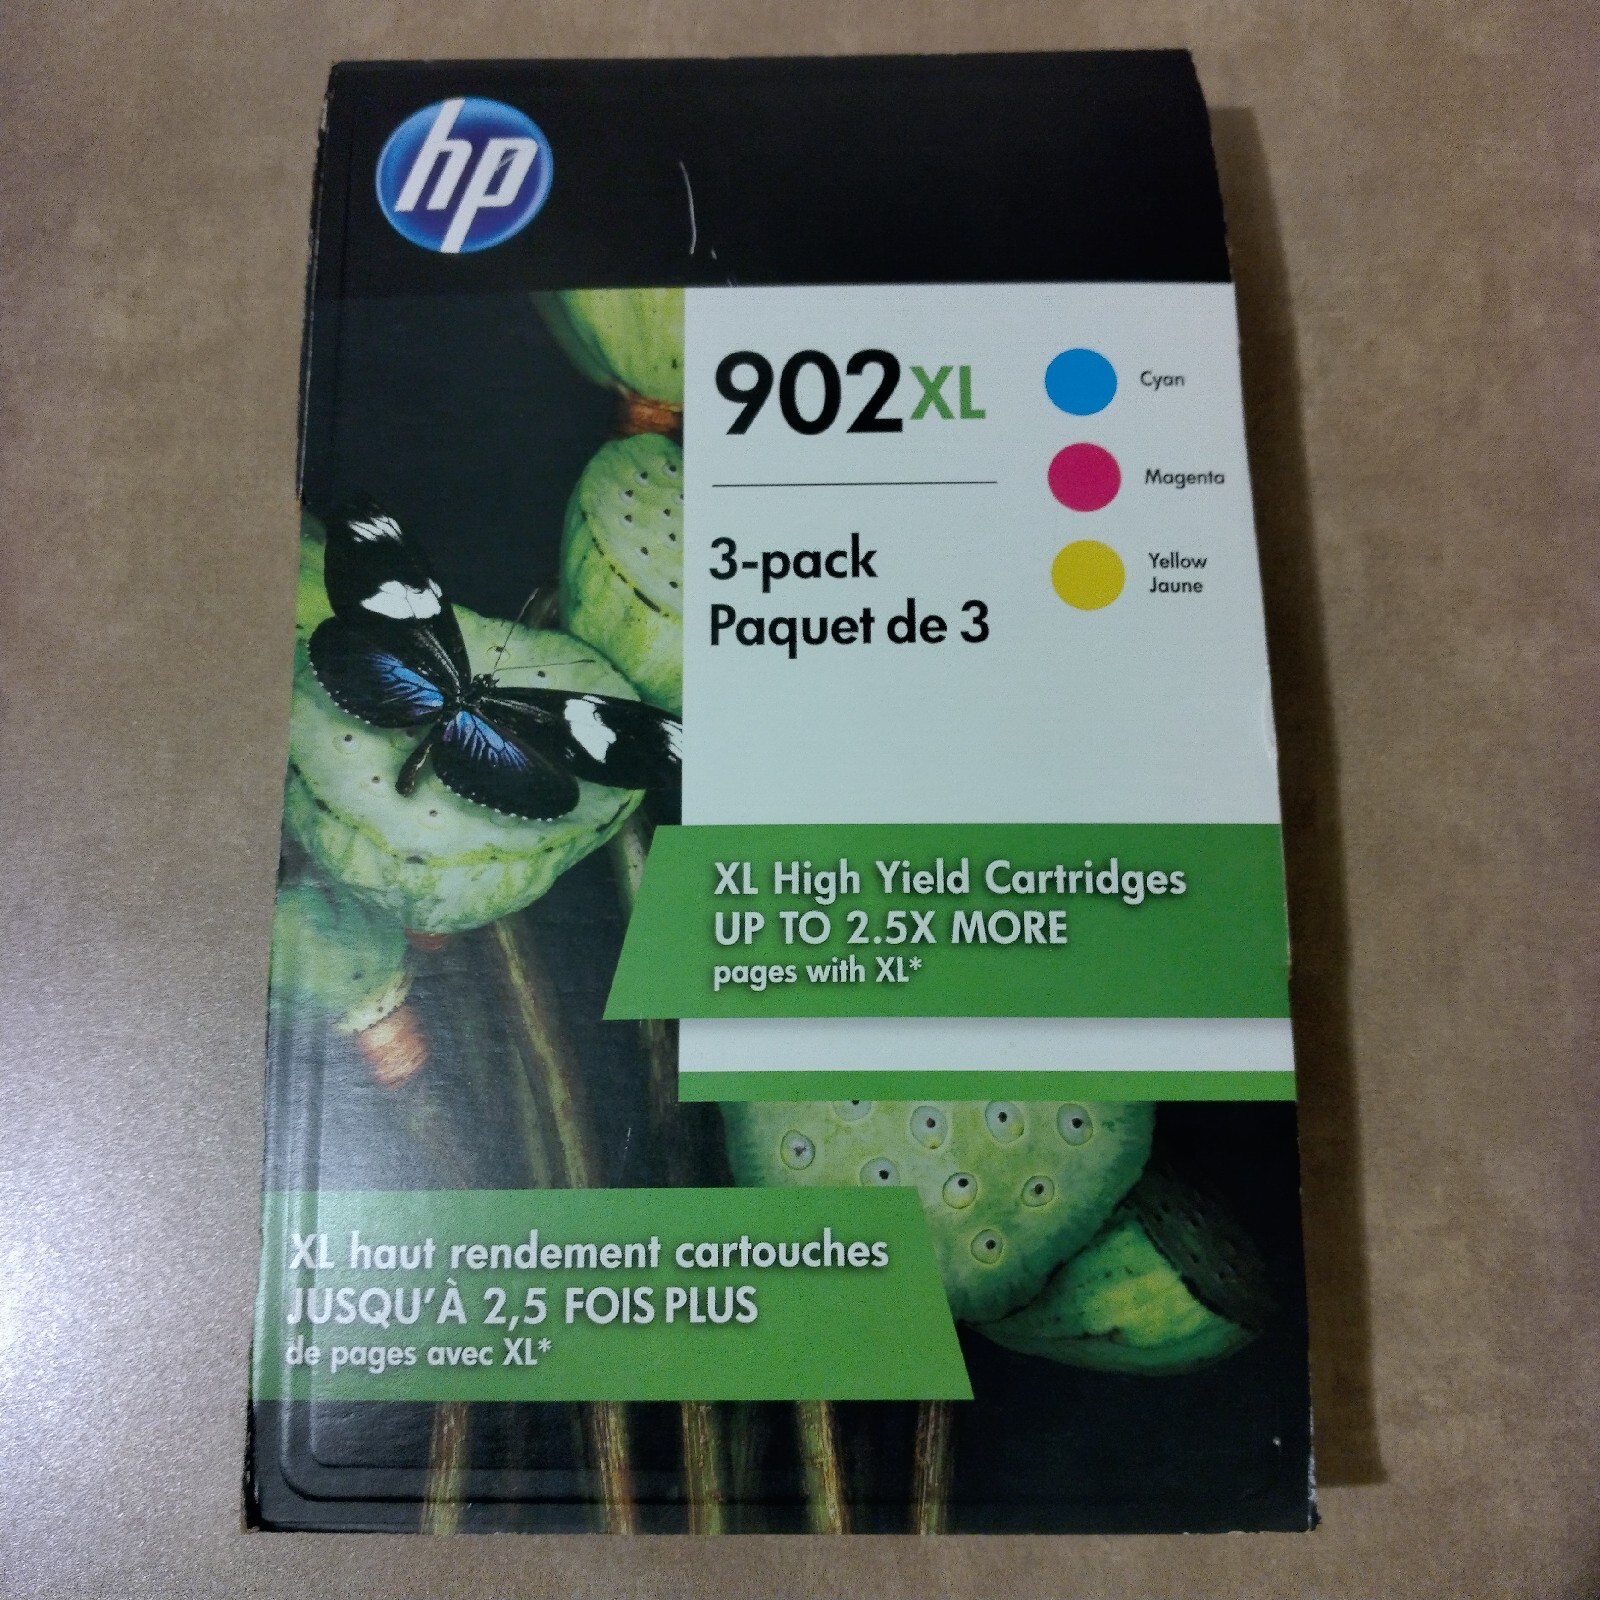 hp
902XL
Cyan
Magenta
Yellow
Jaune
3-pack
Paquet de 3
XL High Yield Cartridges
UP TO 2.5X MORE
pages with XL*
XL haut rendement cartouches
JUSQU'À 2,5 FOIS PLUS
de pages avec XL*